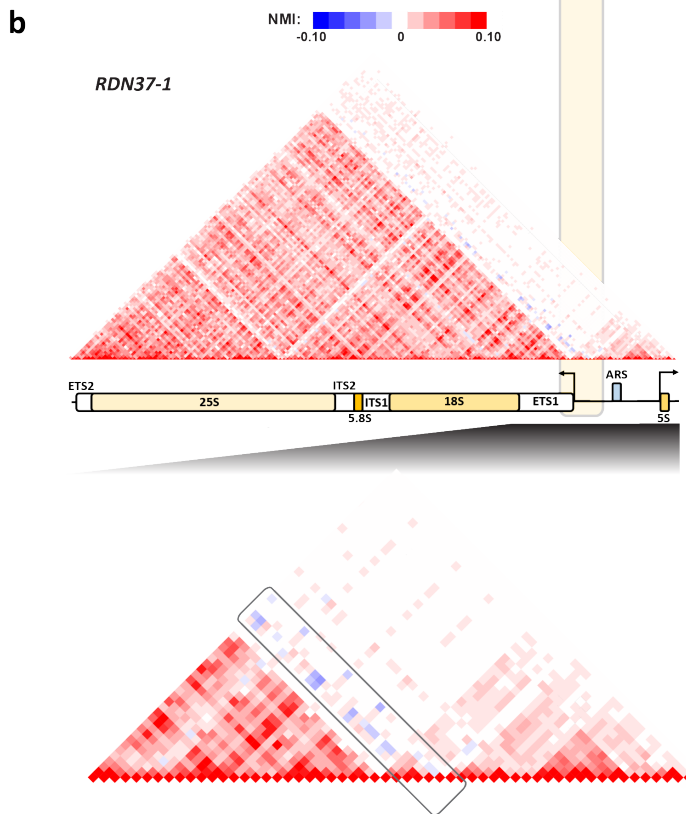 b
NMI:
-0.10 0 0.10
RDN37-1
ETS2 ITS2 ARS
25S ITS1 18S ETS1
5.8S 5S